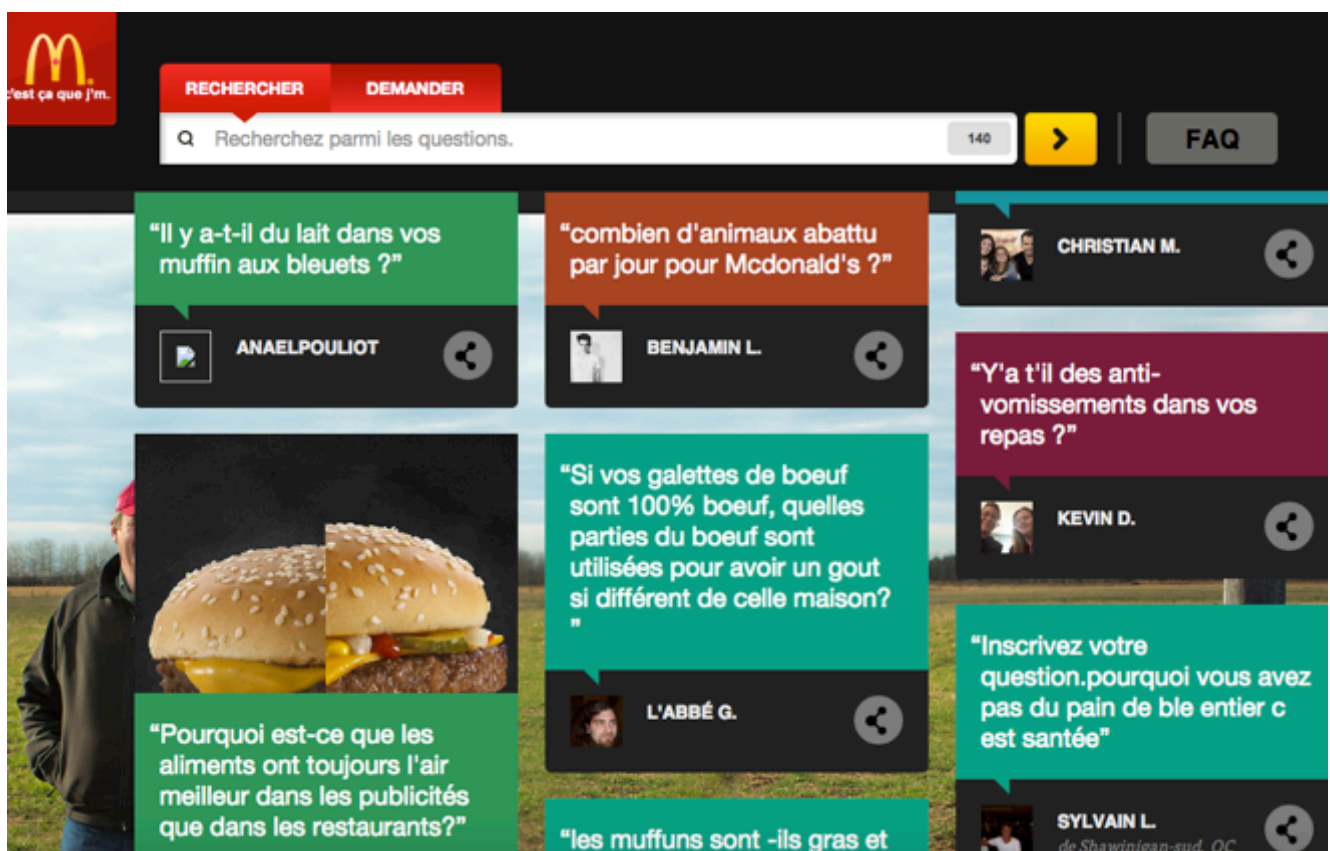 c'est ça que j'm.
RECHERCHER
DEMANDER
Recherchez parmi les questions.
140
FAQ
“Il y a-t-il du lait dans vos
muffin aux bleuets ?”
ANAELPOULIOT
“Pourquoi est-ce que les
aliments ont toujours l'air
meilleur dans les publicités
que dans les restaurants?”
“combien d'animaux abattu
par jour pour Mcdonald's ?”
BENJAMIN L.
“Si vos galettes de boeuf
sont 100% boeuf, quelles
parties du boeuf sont
utilisées pour avoir un gout
si différent de celle maison?
”
L'ABBÉ G.
“les muffuns sont -ils gras et
CHRISTIAN M.
“Y'a t'il des anti-
vomissements dans vos
repas ?”
KEVIN D.
“Inscrivez votre
question.pourquoi vous avez
pas du pain de ble entier c
est santée”
SYLVAIN L.
de Shawinigan-sud, QC